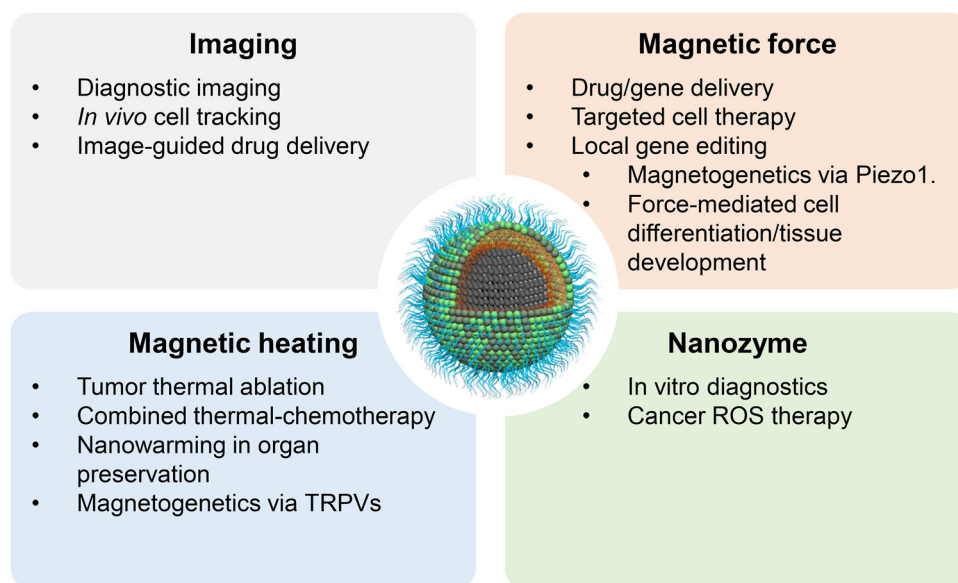 Imaging
• Diagnostic imaging
• In vivo cell tracking
• Image-guided drug delivery
Magnetic force
• Drug/gene delivery
• Targeted cell therapy
• Local gene editing
• Magnetogenetics via Piezo1.
• Force-mediated cell
differentiation/tissue
development
Magnetic heating
• Tumor thermal ablation
• Combined thermal-chemotherapy
• Nanowarming in organ
preservation
• Magnetogenetics via TRPVs
Nanozyme
• In vitro diagnostics
• Cancer ROS therapy